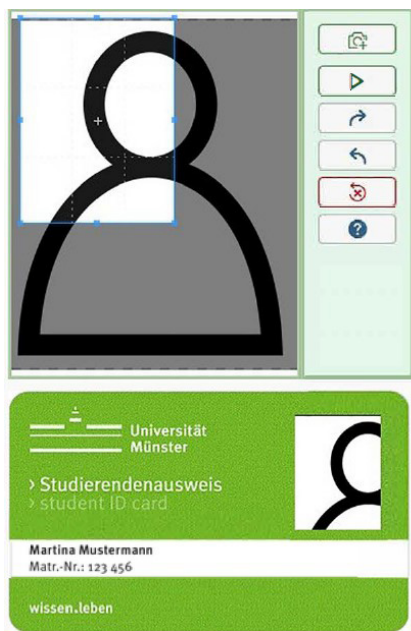 Universität
Münster
› Studierendenausweis
› student ID card
Martina Mustermann
Matr.-Nr.: 123 456
wissen.leben